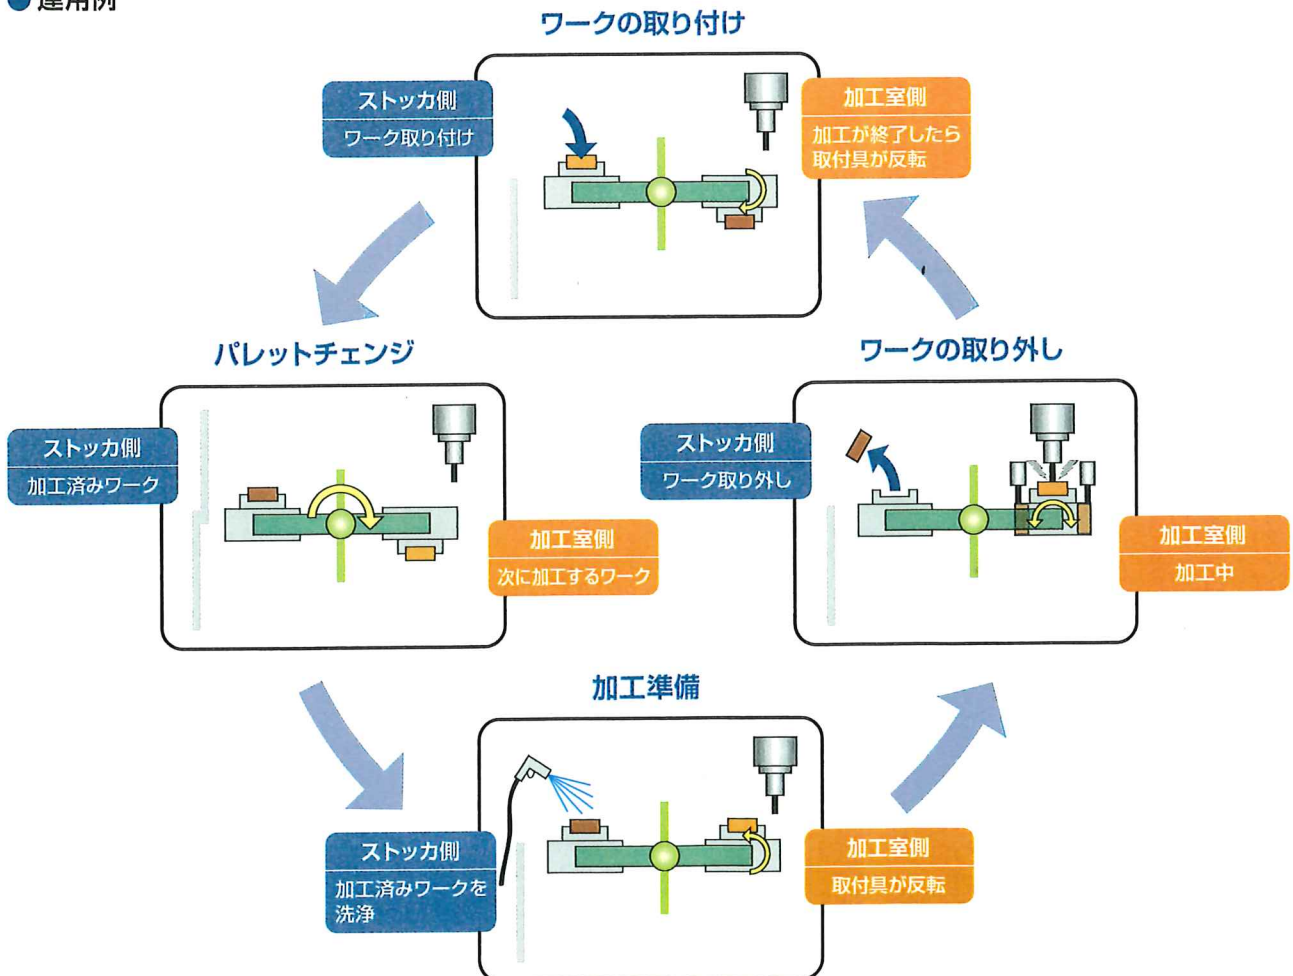 ●運用例
ワークの取り付け
ストッカ側
ワーク取り付け
加工室側
加工が終了したら
取付具が反転
パレットチェンジ
ストッカ側
加工済みワーク
加工室側
次に加工するワーク
ワークの取り外し
ストッカ側
ワーク取り外し
加工室側
加工中
加工準備
ストッカ側
加工済みワークを
洗浄
加工室側
取付具が反転